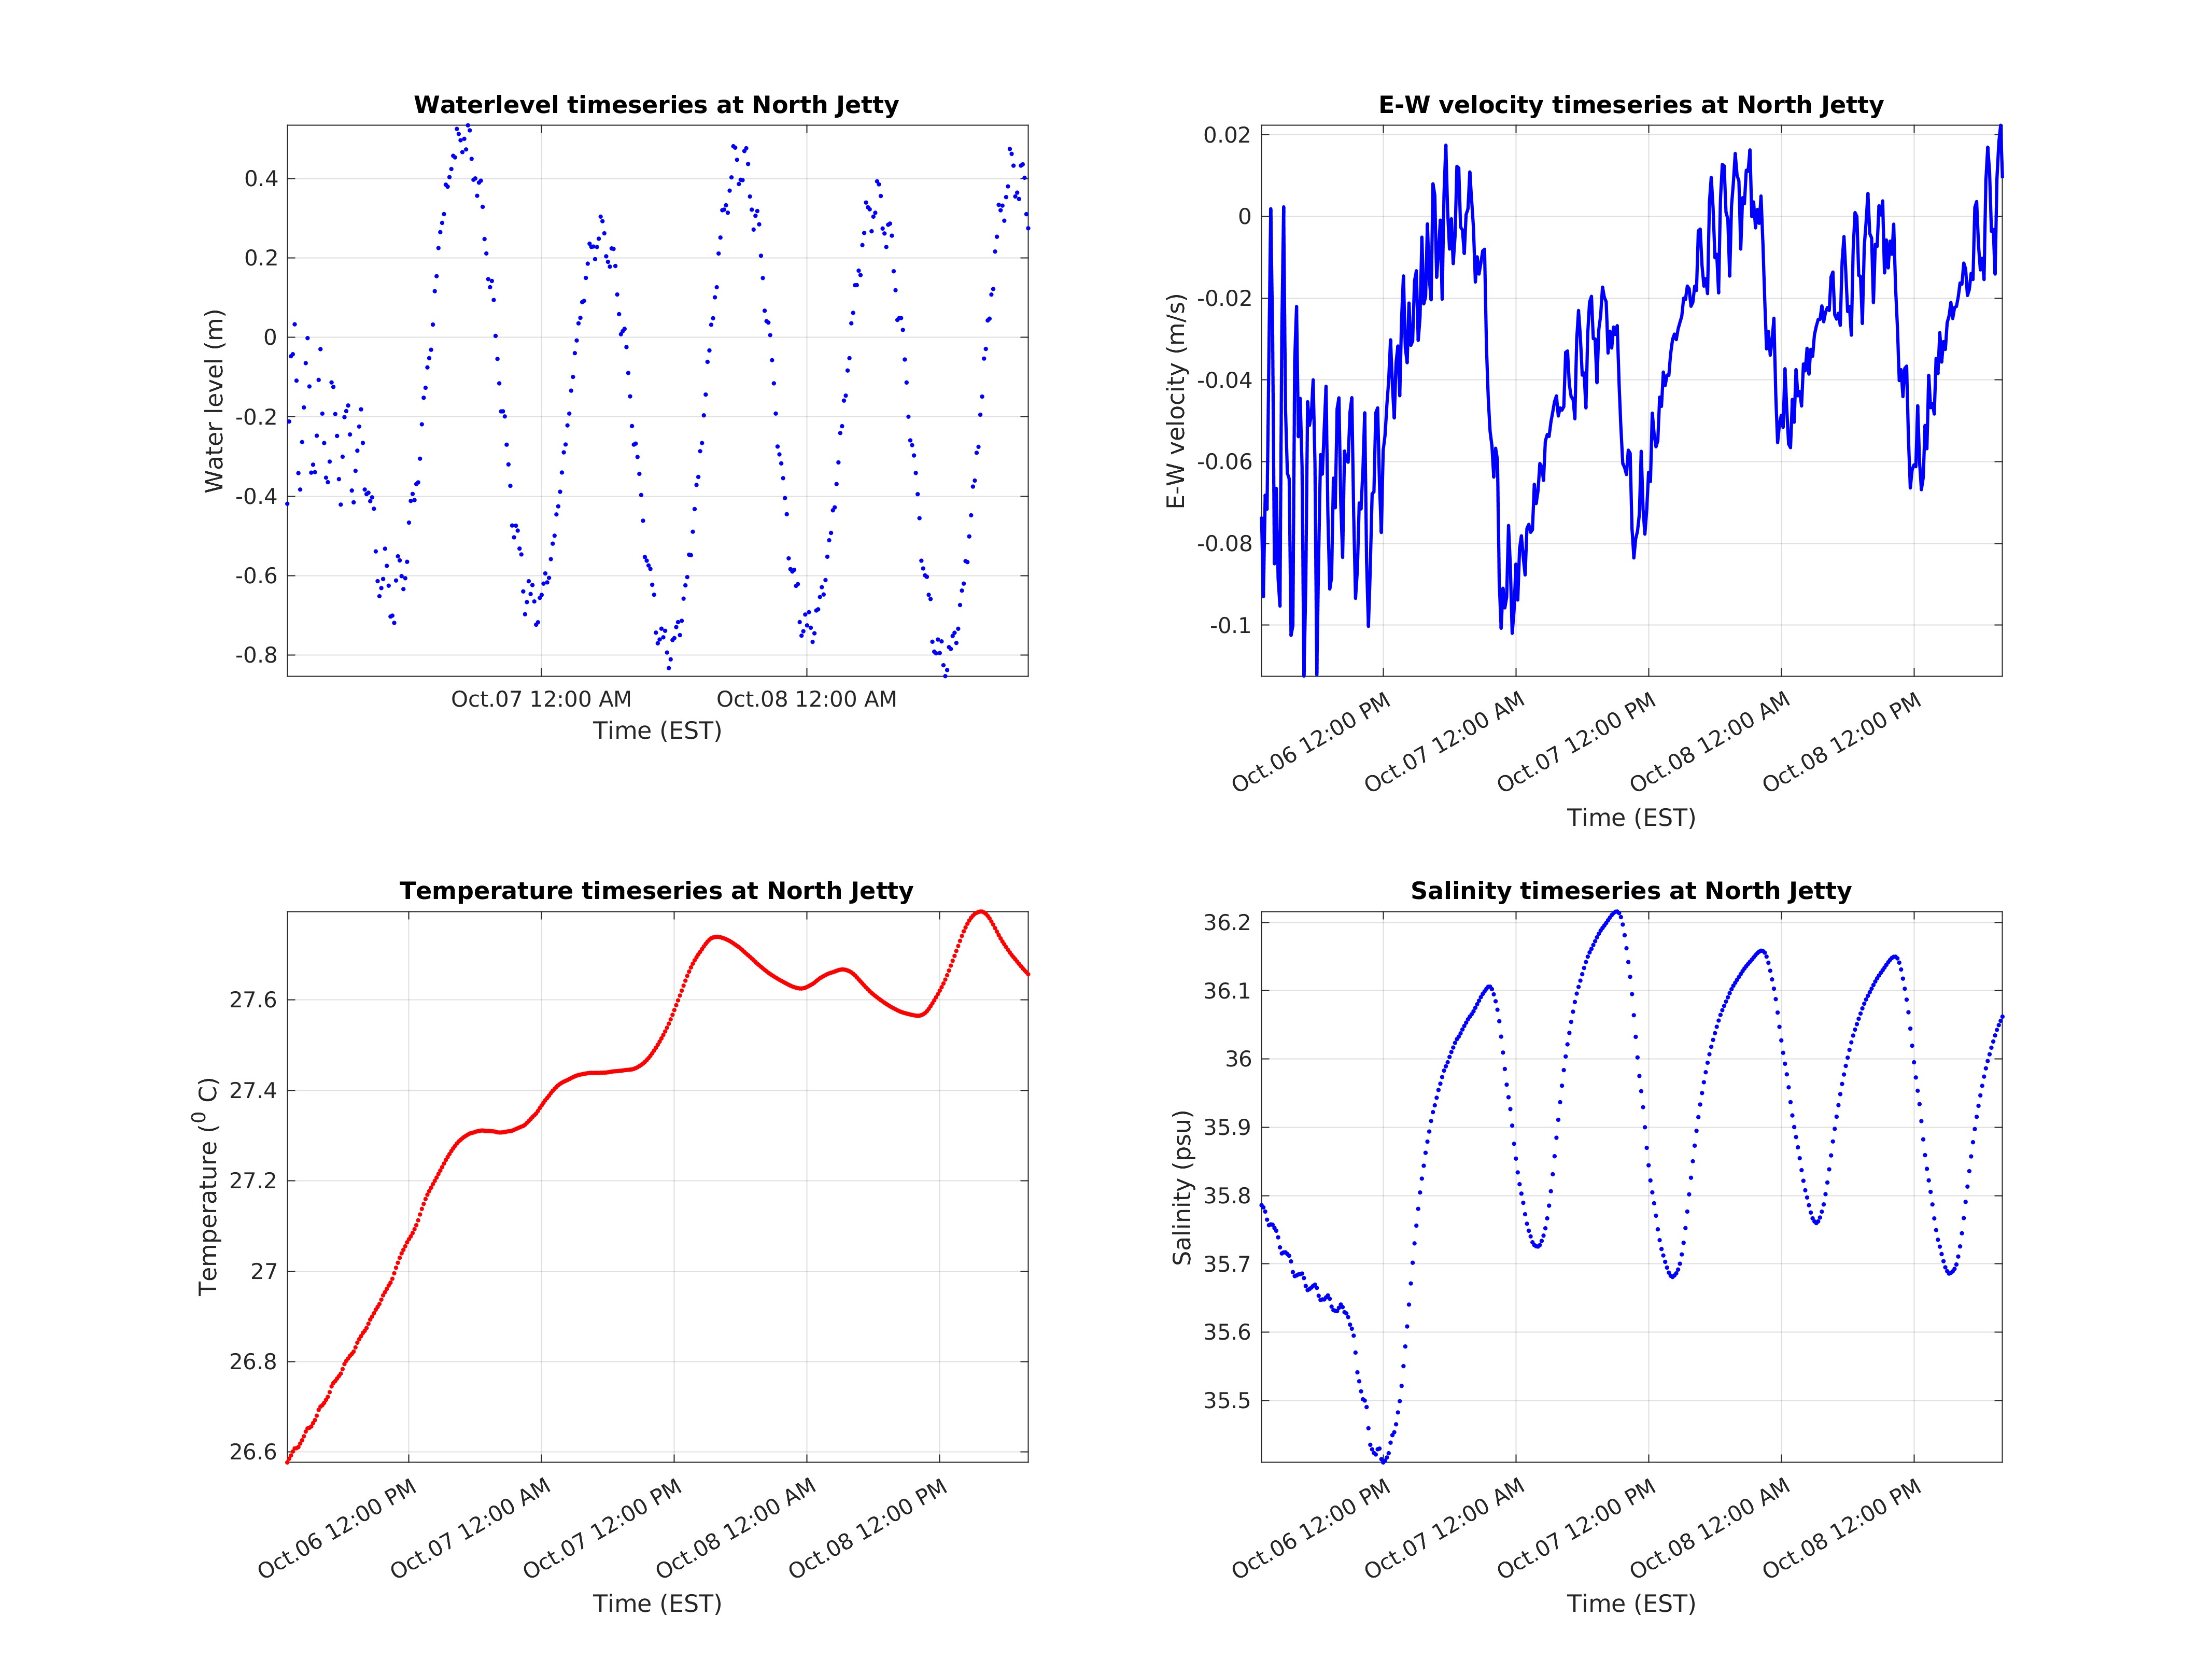 Waterlevel timeseries at North Jetty
0.4
0.2
0
-0.2
-0.4
-0.6
-0.8
Water level (m)
Oct.07 12:00 AM
Oct.08 12:00 AM
Time (EST)
E-W velocity timeseries at North Jetty
0.02
0
-0.02
-0.04
-0.06
-0.08
-0.1
E-W velocity (m/s)
Oct.06 12:00 PM
Oct.07 12:00 AM
Oct.07 12:00 PM
Oct.08 12:00 AM
Oct.08 12:00 PM
Time (EST)
Temperature timeseries at North Jetty
27.6
27.4
27.2
27
26.8
26.6
Temperature (⁰ C)
Oct.06 12:00 PM
Oct.07 12:00 AM
Oct.07 12:00 PM
Oct.08 12:00 AM
Oct.08 12:00 PM
Time (EST)
Salinity timeseries at North Jetty
36.2
36.1
36
35.9
35.8
35.7
35.6
35.5
Salinity (psu)
Oct.06 12:00 PM
Oct.07 12:00 AM
Oct.07 12:00 PM
Oct.08 12:00 AM
Oct.08 12:00 PM
Time (EST)